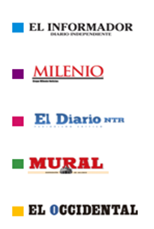 EL INFORMADOR
DIARIO INDEPENDIENTE
MILENIO
El Diario NTR
MURAL
EL OCCIDENTAL